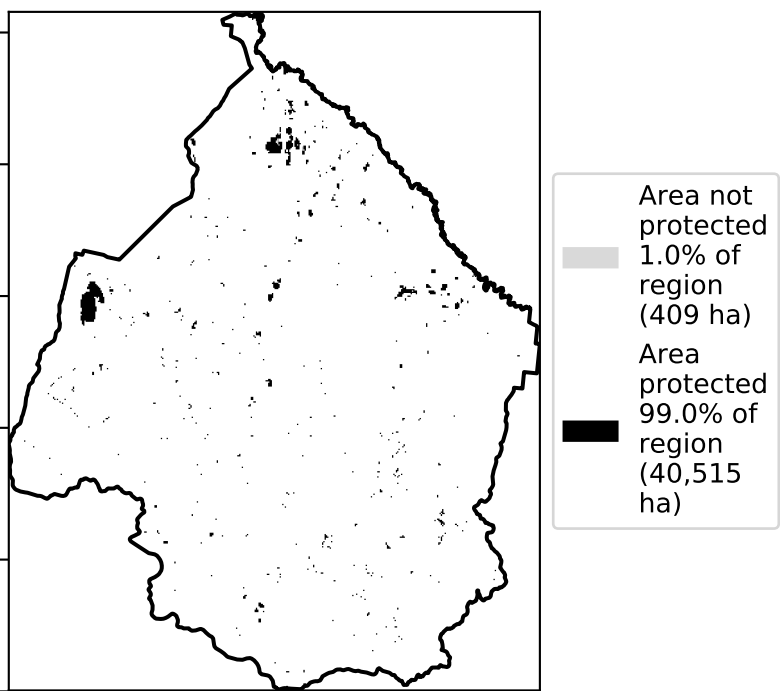 Area not
protected
1.0% of
region
(409 ha)
Area
protected
99.0% of
region
(40,515
ha)